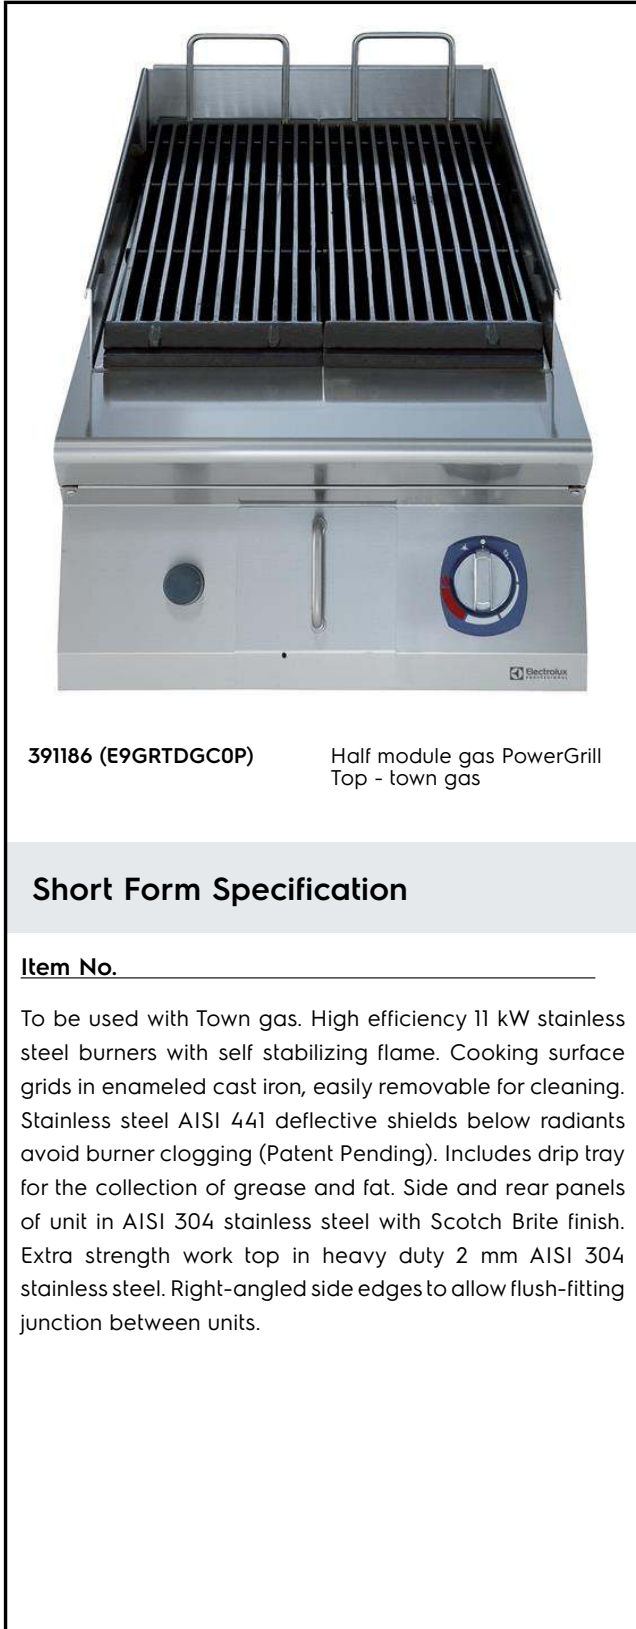 Electrolux
PROFESSIONAL
391186 (E9GRTDGC0P)
Half module gas PowerGrill
Top - town gas
Short Form Specification
Item No.
To be used with Town gas. High efficiency 11 kW stainless
steel burners with self stabilizing flame. Cooking surface
grids in enameled cast iron, easily removable for cleaning.
Stainless steel AISI 441 deflective shields below radiants
avoid burner clogging (Patent Pending). Includes drip tray
for the collection of grease and fat. Side and rear panels
of unit in AISI 304 stainless steel with Scotch Brite finish.
Extra strength work top in heavy duty 2 mm AISI 304
stainless steel. Right-angled side edges to allow flush-fitting
junction between units.